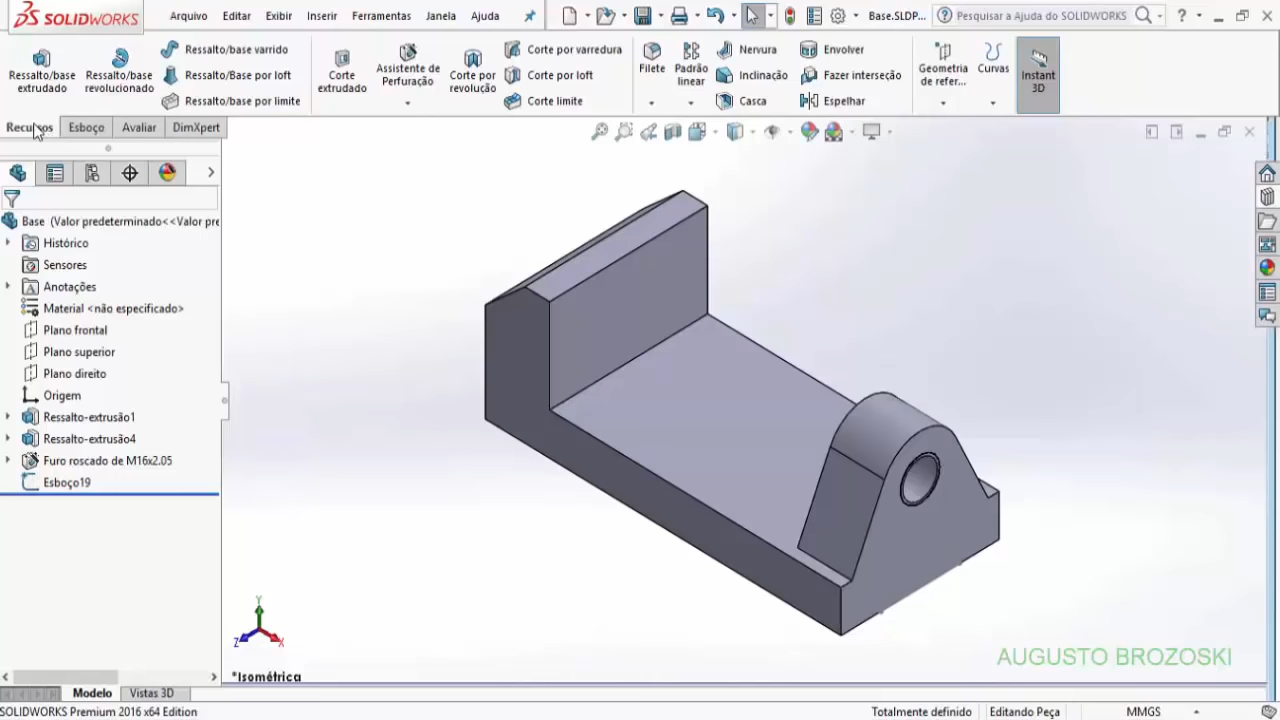 SOLIDWORKS
Arquivo Editar Exibir Inserir Ferramentas Janela Ajuda
Base.SLDP...
Pesquisar a Ajuda do SOLIDWORKS
?
Ressalto/base extrudado
Ressalto/base revolucionado
Ressalto/base varrido
Ressalto/base por loft
Ressalto/base por limite
Corte extrudado
Assistente de Perfuração
Corte por revolução
Corte por varredura
Corte por loft
Corte limite
Filete
Padrão linear
Nervura
Inclinação
Casca
Envolver
Fazer interseção
Espelhar
Geometria de refer...
Curvas
Instant 3D
Recursos Esboço Avaliar DimXpert
Base (Valor predeterminado<<Valor pre
Histórico
Sensores
Anotações
Material <não especificado>
Plano frontal
Plano superior
Plano direito
Origem
Ressalto-extrusão1
Ressalto-extrusão4
Furo roscado de M16x2.05
Esboço19
Y
Z
X
*Isométrica
AUGUSTO BROZOSKI
Modelo Vistas 3D
SOLIDWORKS Premium 2016 x64 Edition
Totalmente definido Editando Peça MMGS